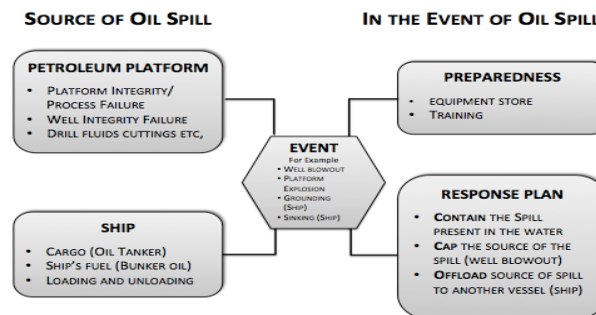 SOURCE OF OIL SPILL
IN THE EVENT OF OIL SPILL
PETROLEUM PLATFORM
• PLATFORM INTEGRITY/
PROCESS FAILURE
• WELL INTEGRITY FAILURE
• DRILL FLUIDS CUTTINGS ETC,
SHIP
• CARGO (OIL TANKER)
• SHIP'S FUEL (BUNKER OIL)
• LOADING AND UNLOADING
EVENT
For Example
• WELL BLOWOUT
• PLATFORM
EXPLOSION
• GROUNDING
(SHIP)
• SINKING (SHIP)
PREPAREDNESS
• EQUIPMENT STORE
• TRAINING
RESPONSE PLAN
• CONTAIN THE SPILL
PRESENT IN THE WATER
• CAP THE SOURCE OF THE
SPILL (WELL BLOWOUT)
• OFFLOAD SOURCE OF SPILL
TO ANOTHER VESSEL (SHIP)